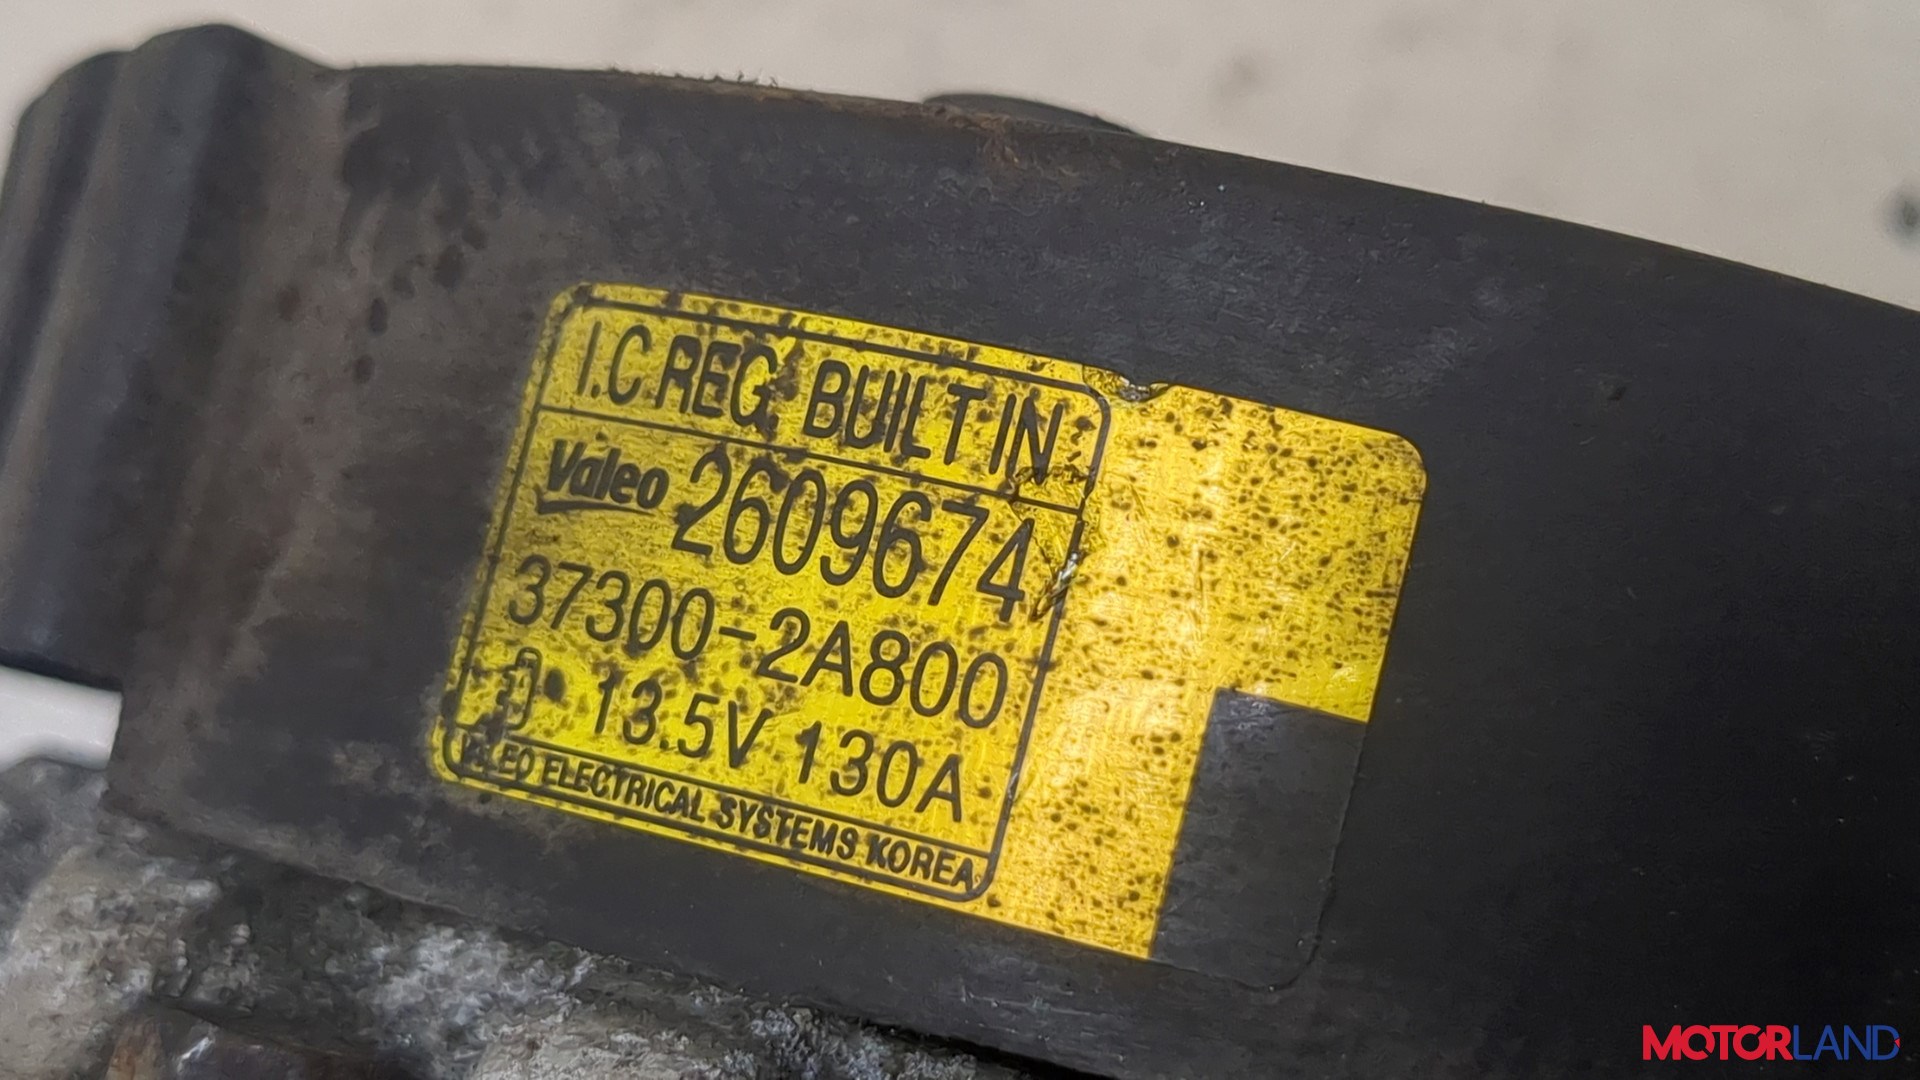 I.C REG. BUILT IN
Valeo 2609674
37300-2A800
13.5V 130A
VALEO ELECTRICAL SYSTEMS KOREA
MOTORLAND